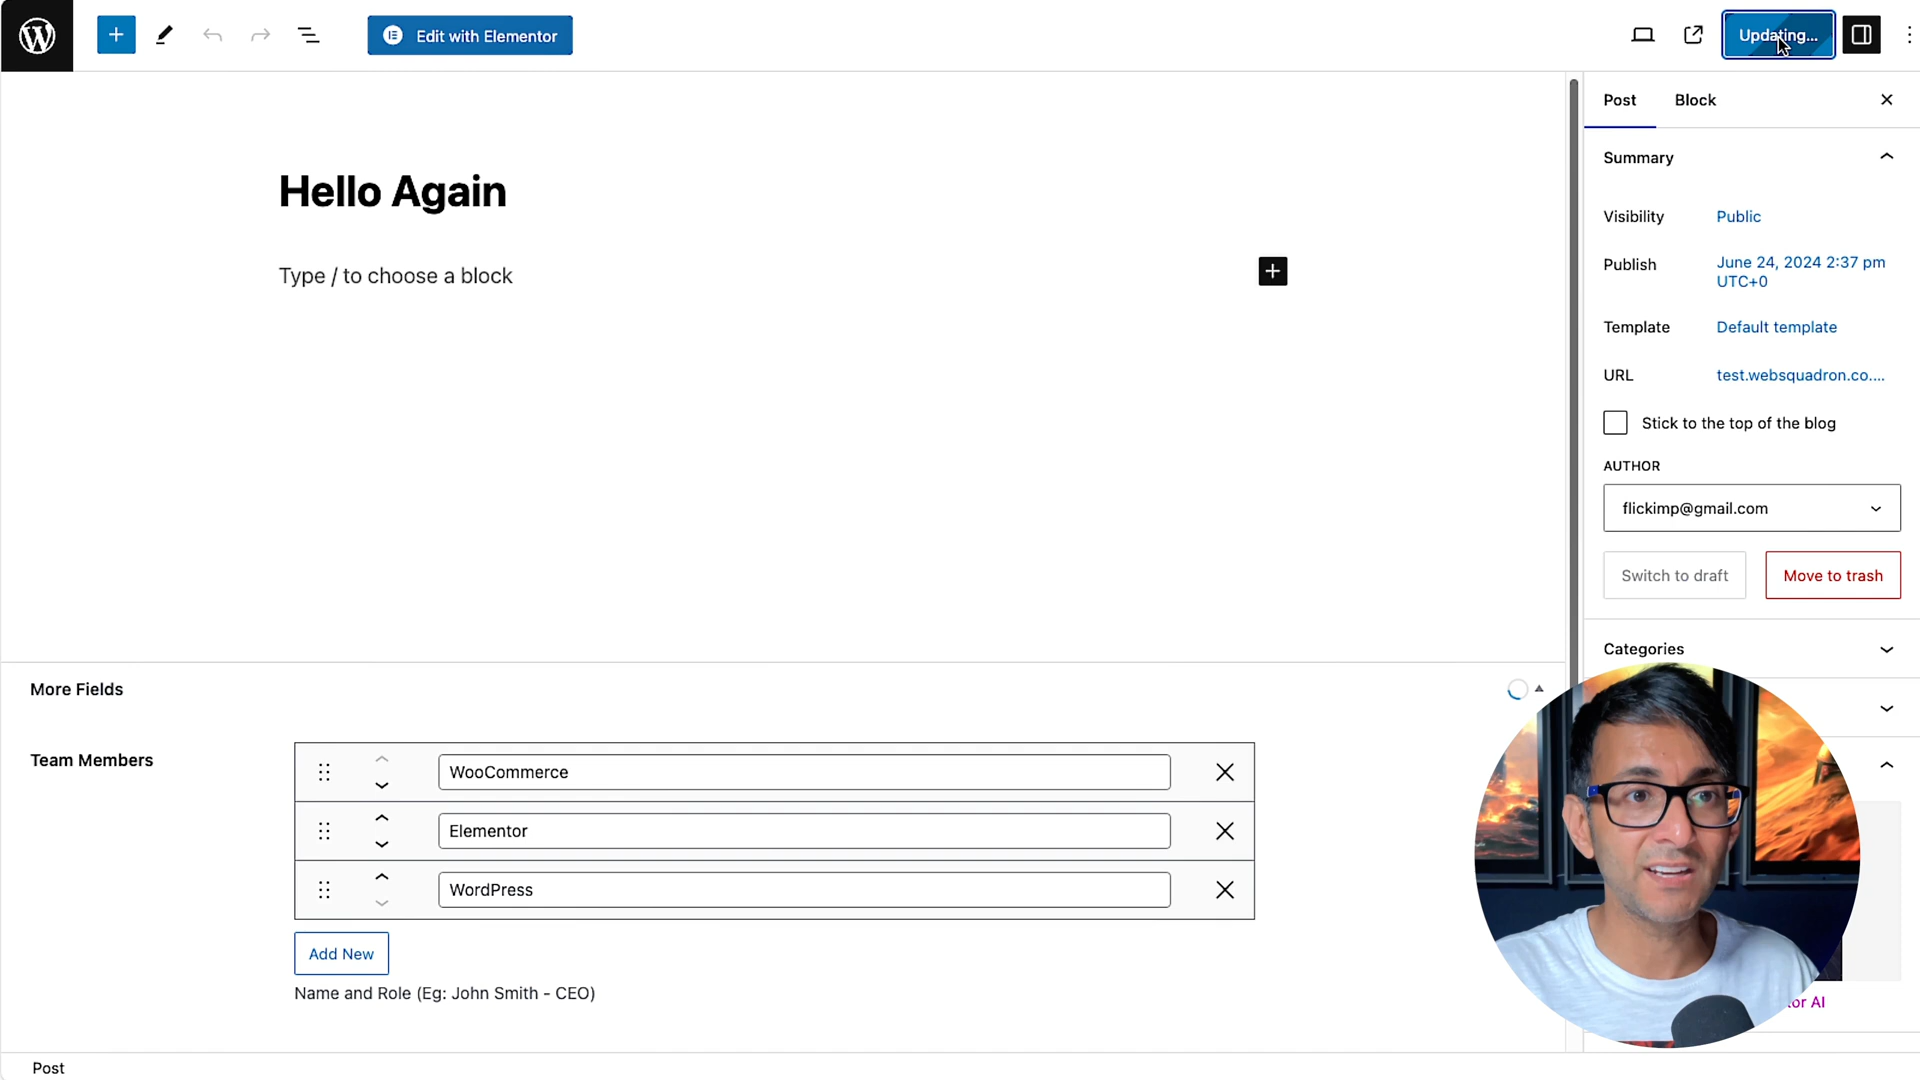 Edit with Elementor
Updating...
Hello Again
Type / to choose a block
Post
Block
Summary
Visibility
Public
Publish
June 24, 2024 2:37 pm
UTC+0
Template
Default template
URL
test.websquadron.co....
Stick to the top of the blog
AUTHOR
flickimp@gmail.com
Switch to draft
Move to trash
Categories
More Fields
Team Members
WooCommerce
Elementor
WordPress
Add New
Name and Role (Eg: John Smith - CEO)
AI
Post